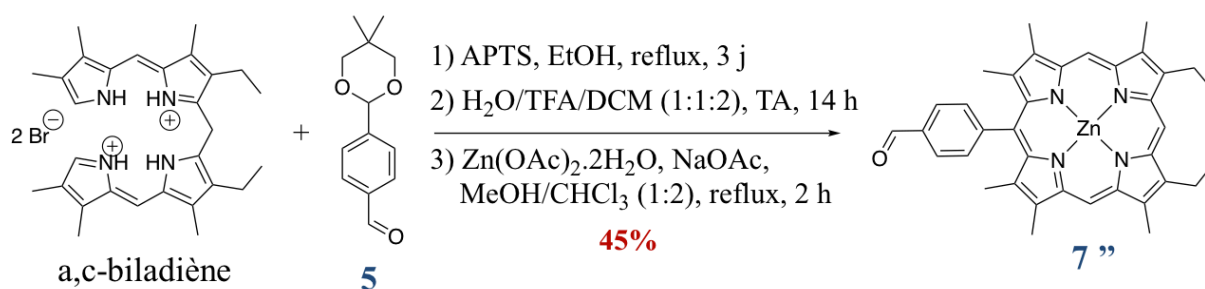 NH
HN
⊕
2 Br⊖
⊕
H
N
HN
a,c-biladiène
+
O
O
O
5
1) APTS, EtOH, reflux, 3 j
2) H₂O/TFA/DCM (1:1:2), TA, 14 h
3) Zn(OAc)₂.2H₂O, NaOAc,
MeOH/CHCl₃ (1:2), reflux, 2 h
45%
O
N
N
Zn
N
N
7 ”